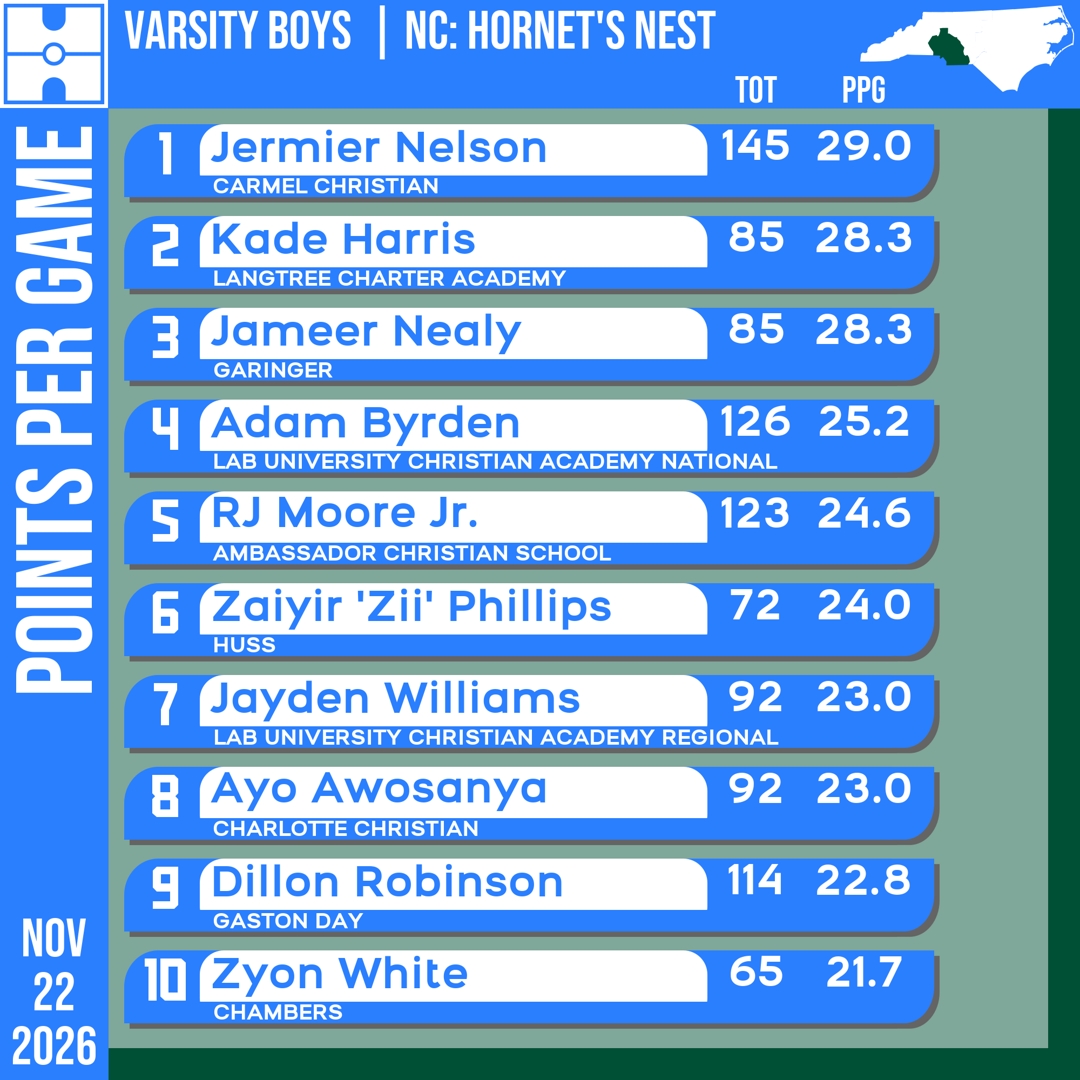 VARSITY BOYS | NC: HORNET'S NEST
TOT PPG
POINTS PER GAME
1 Jermier Nelson 145 29.0
CARMEL CHRISTIAN
2 Kade Harris 85 28.3
LANGTREE CHARTER ACADEMY
3 Jameer Nealy 85 28.3
GARINGER
4 Adam Byrden 126 25.2
LAB UNIVERSITY CHRISTIAN ACADEMY NATIONAL
5 RJ Moore Jr. 123 24.6
AMBASSADOR CHRISTIAN SCHOOL
6 Zaiyir 'Zii' Phillips 72 24.0
HUSS
7 Jayden Williams 92 23.0
LAB UNIVERSITY CHRISTIAN ACADEMY REGIONAL
8 Ayo Awosanya 92 23.0
CHARLOTTE CHRISTIAN
9 Dillon Robinson 114 22.8
GASTON DAY
10 Zyon White 65 21.7
CHAMBERS
NOV
22
2026